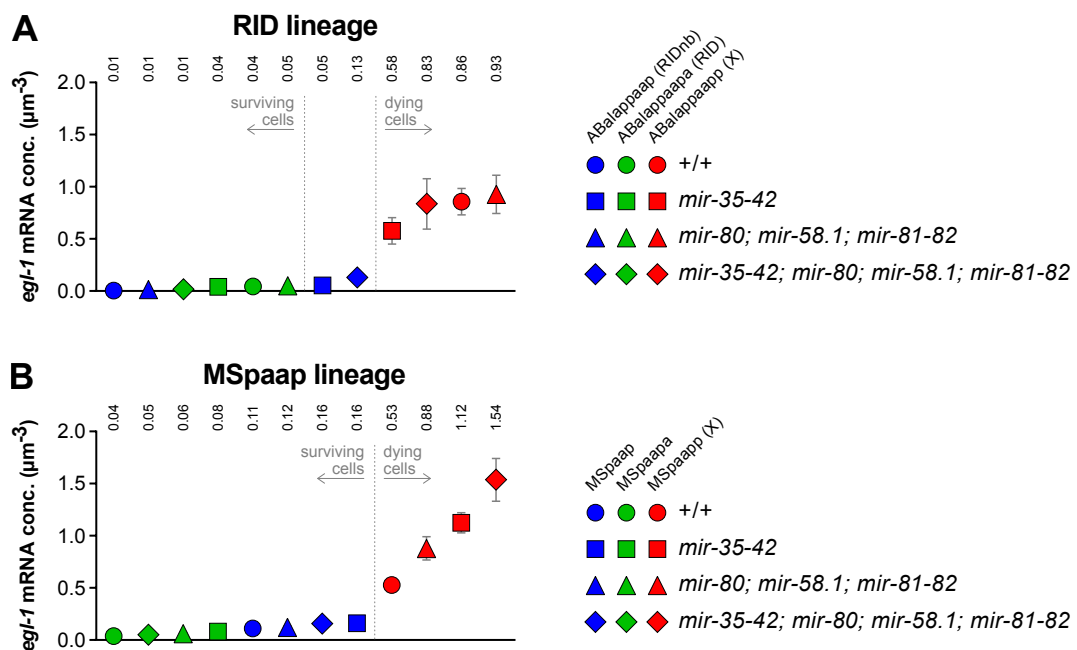 A
RID lineage
0.01 0.01 0.01 0.04 0.04 0.05 0.05 0.13 0.58 0.83 0.86 0.93
egl-1 mRNA conc. (µm⁻³)
2.0
1.5
1.0
0.5
0.0
surviving cells
dying cells
ABalappaap (RIDnb)
ABalappaapa (RID)
ABalappaapp (X)
+/+
mir-35-42
mir-80; mir-58.1; mir-81-82
mir-35-42; mir-80; mir-58.1; mir-81-82
B
MSpaap lineage
0.04 0.05 0.06 0.08 0.11 0.12 0.16 0.16 0.53 0.88 1.12 1.54
egl-1 mRNA conc. (µm⁻³)
2.0
1.5
1.0
0.5
0.0
surviving cells
dying cells
MSpaap
MSpaapa
MSpaapp (X)
+/+
mir-35-42
mir-80; mir-58.1; mir-81-82
mir-35-42; mir-80; mir-58.1; mir-81-82